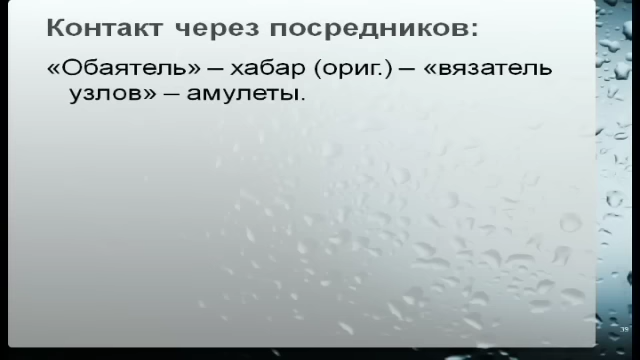 Контакт через посредников:
«Обаятель» – хабар (ориг.) – «вязатель
узлов» – амулеты.